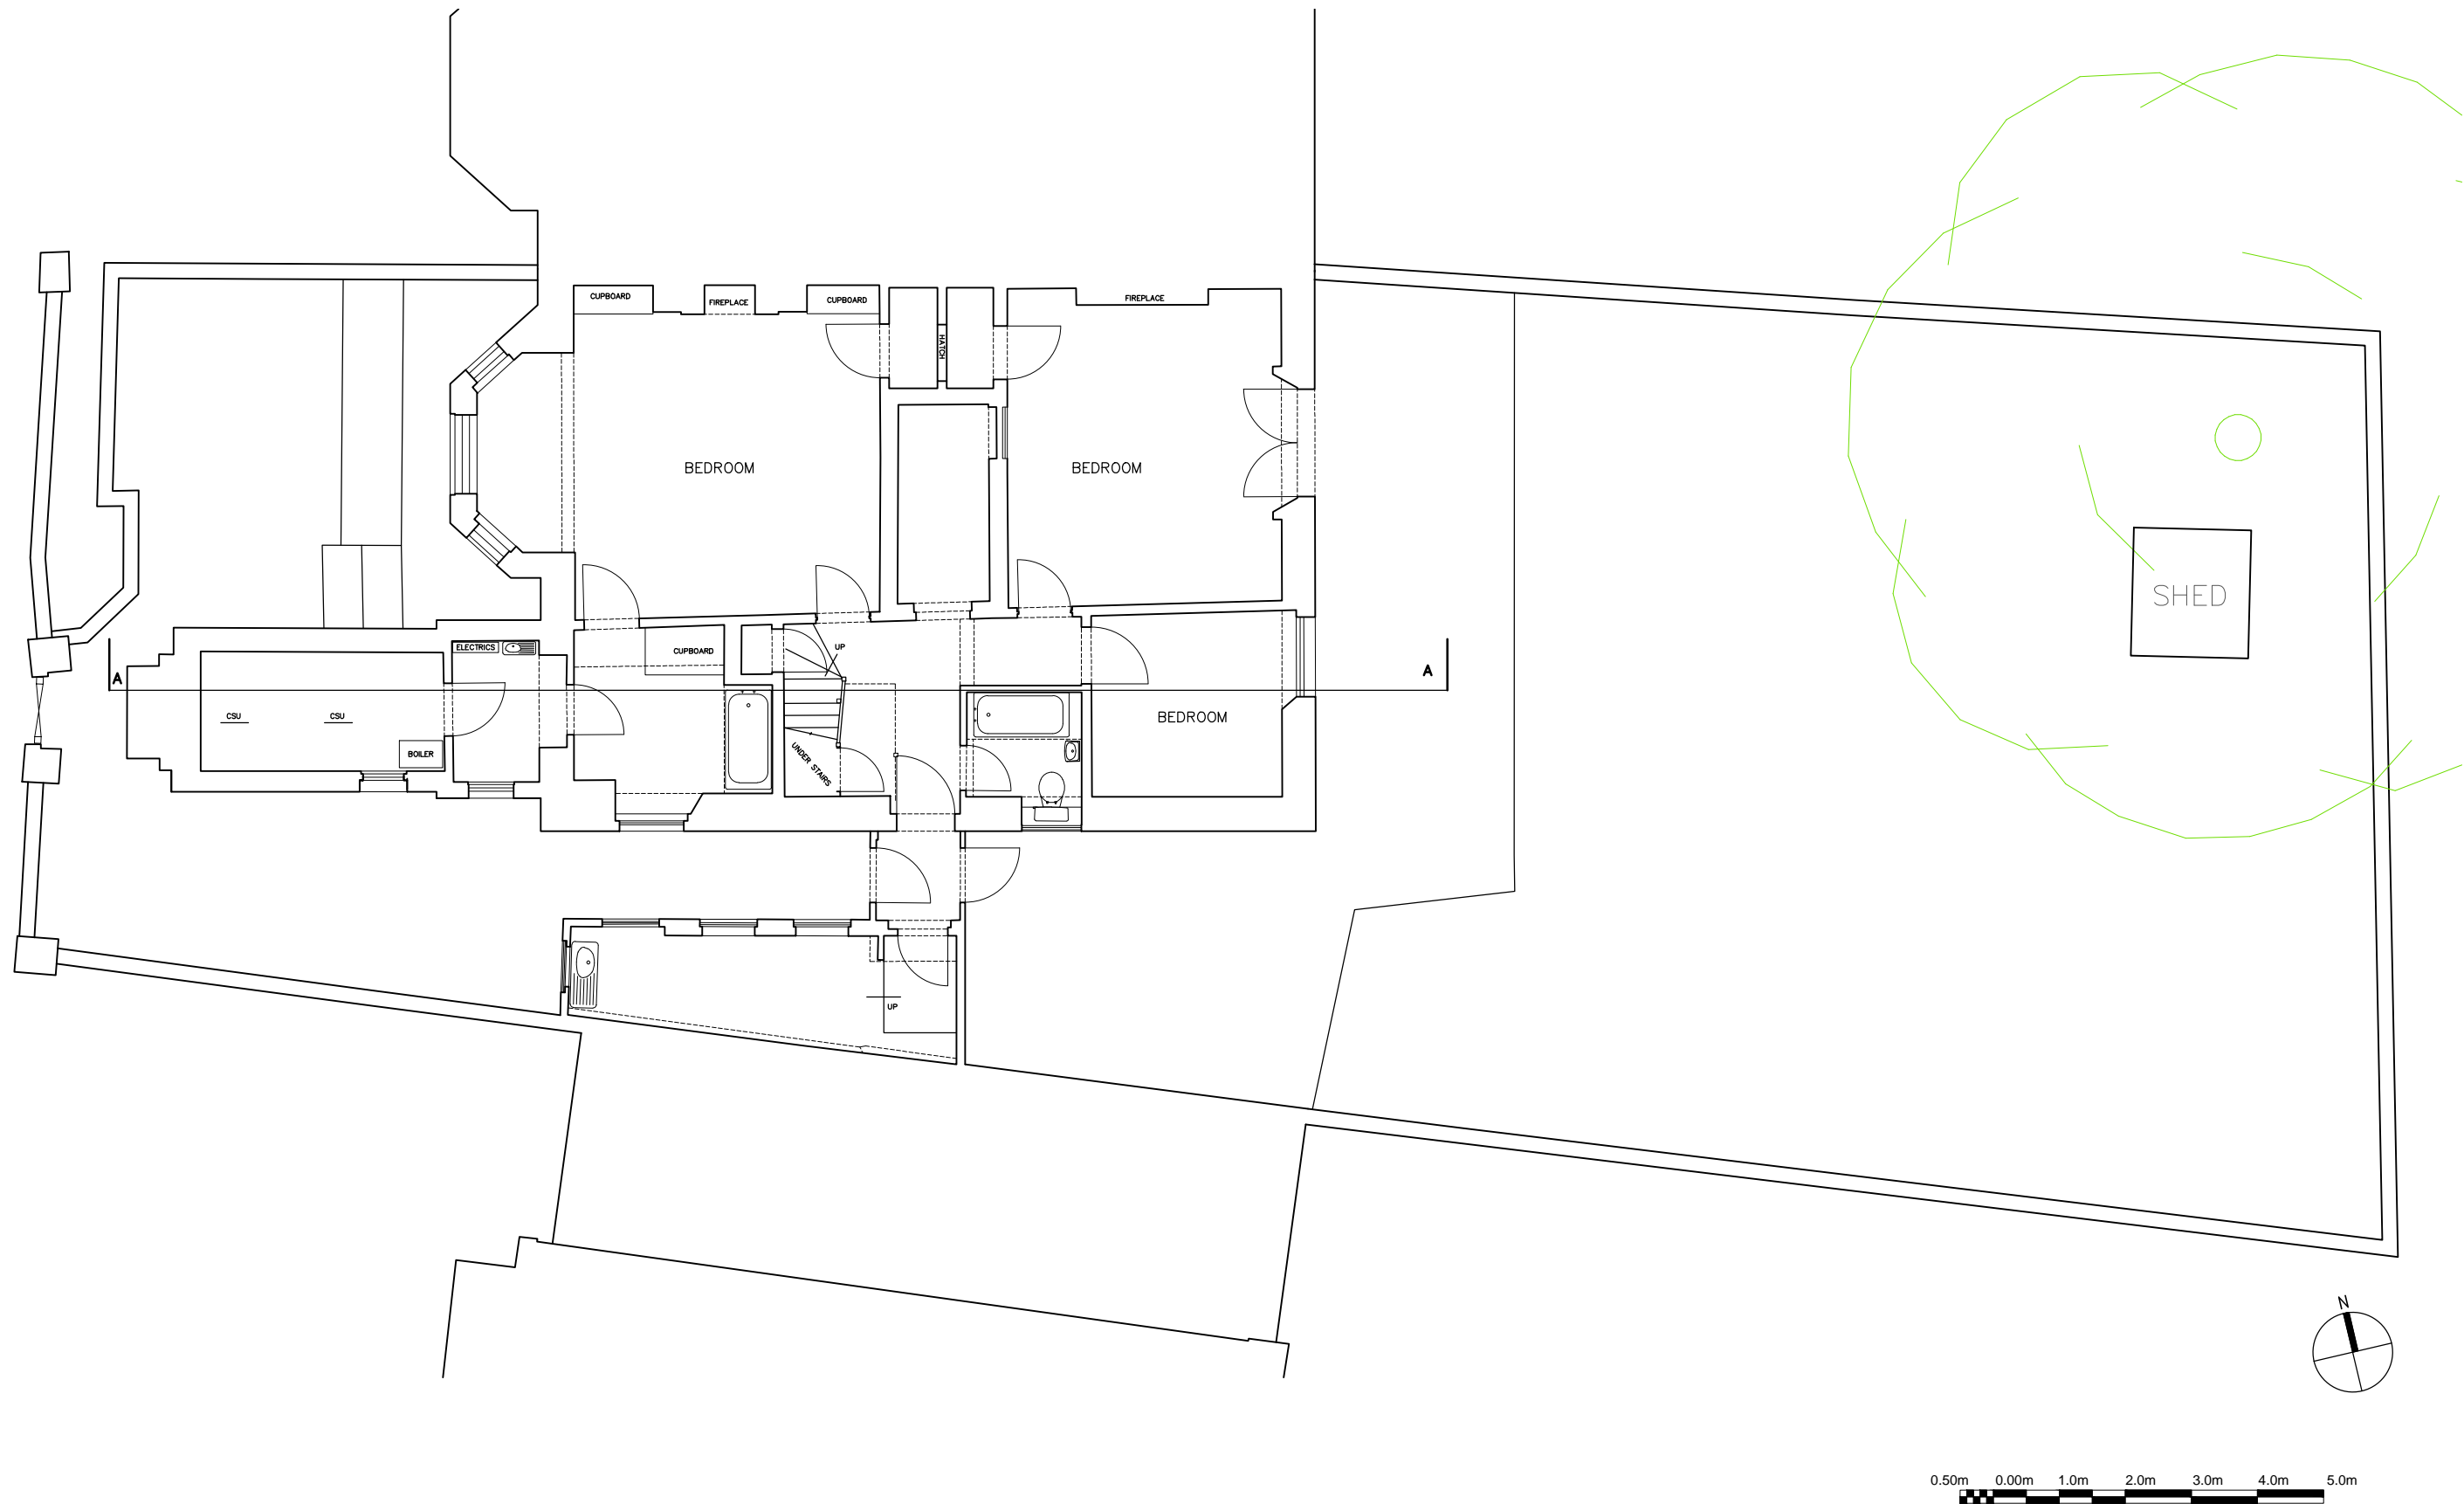 CUPBOARD
FIREPLACE
CUPBOARD
FIREPLACE
HATCH
BEDROOM
BEDROOM
SHED
ELECTRICS
CUPBOARD
UP
A
A
CSU
CSU
BEDROOM
BOILER
UNDER STAIRS
UP
N
0.50m 0.00m 1.0m 2.0m 3.0m 4.0m 5.0m